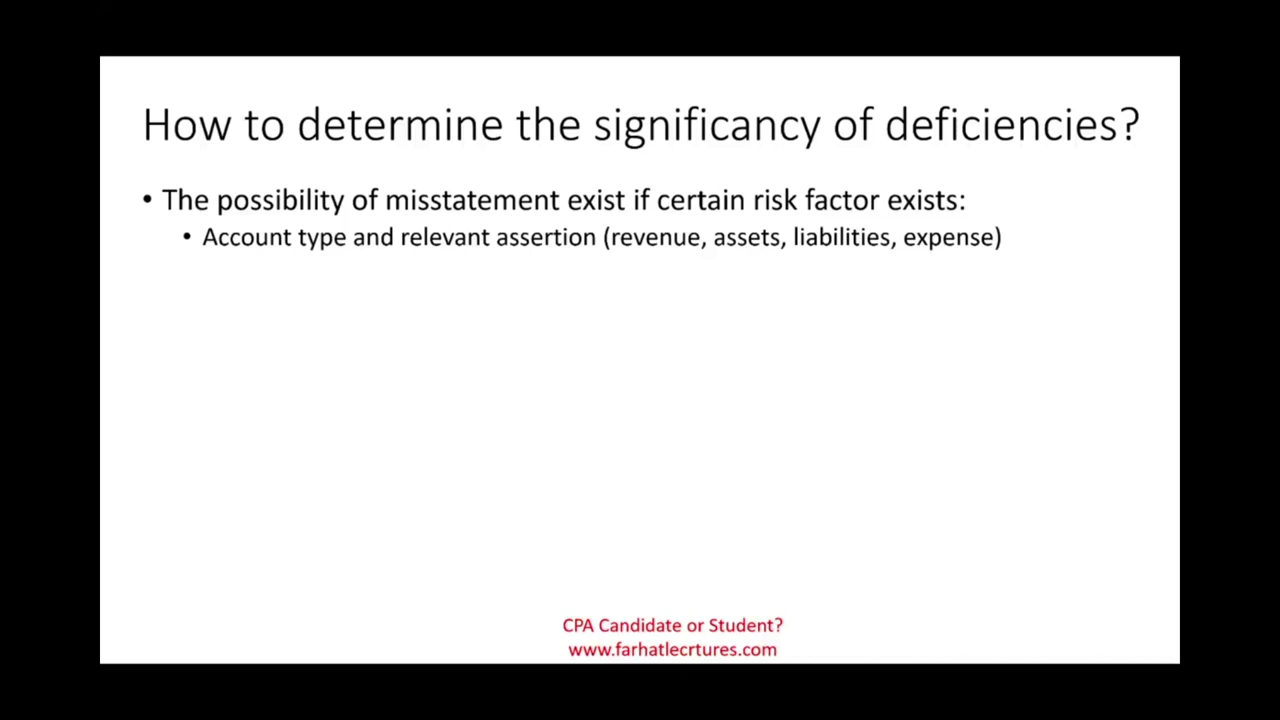 How to determine the significancy of deficiencies?
• The possibility of misstatement exist if certain risk factor exists:
• Account type and relevant assertion (revenue, assets, liabilities, expense)
CPA Candidate or Student?
www.farhatlecrtures.com